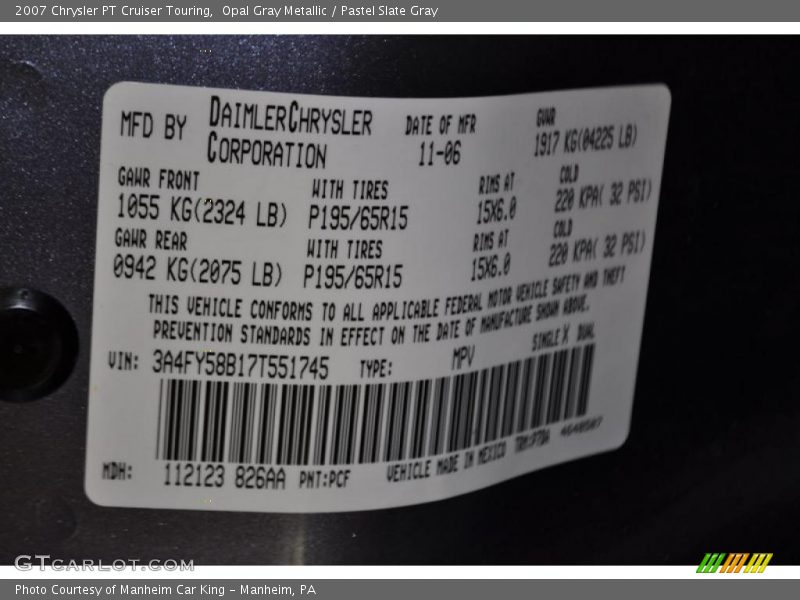 2007 Chrysler PT Cruiser Touring, Opal Gray Metallic / Pastel Slate Gray
MFD BY DAIMLERCHRYSLER CORPORATION DATE OF MFR 11-06 GVWR 1917 KG(04225 LB)
GAWR FRONT WITH TIRES RIMS AT COLD
1055 KG(2324 LB) P195/65R15 15X6.0 220 KPA( 32 PSI)
GAWR REAR WITH TIRES RIMS AT COLD
0942 KG(2075 LB) P195/65R15 15X6.0 220 KPA( 32 PSI)
THIS VEHICLE CONFORMS TO ALL APPLICABLE FEDERAL MOTOR VEHICLE SAFETY AND THEFT
PREVENTION STANDARDS IN EFFECT ON THE DATE OF MANUFACTURE SHOWN ABOVE.
VIN: 3A4FY58B17T551745 TYPE: MPV SINGLE X DUAL
MDH: 112123 826AA PNT:PCF VEHICLE MADE IN MEXICO
GTcarlot.com
Photo Courtesy of Manheim Car King - Manheim, PA